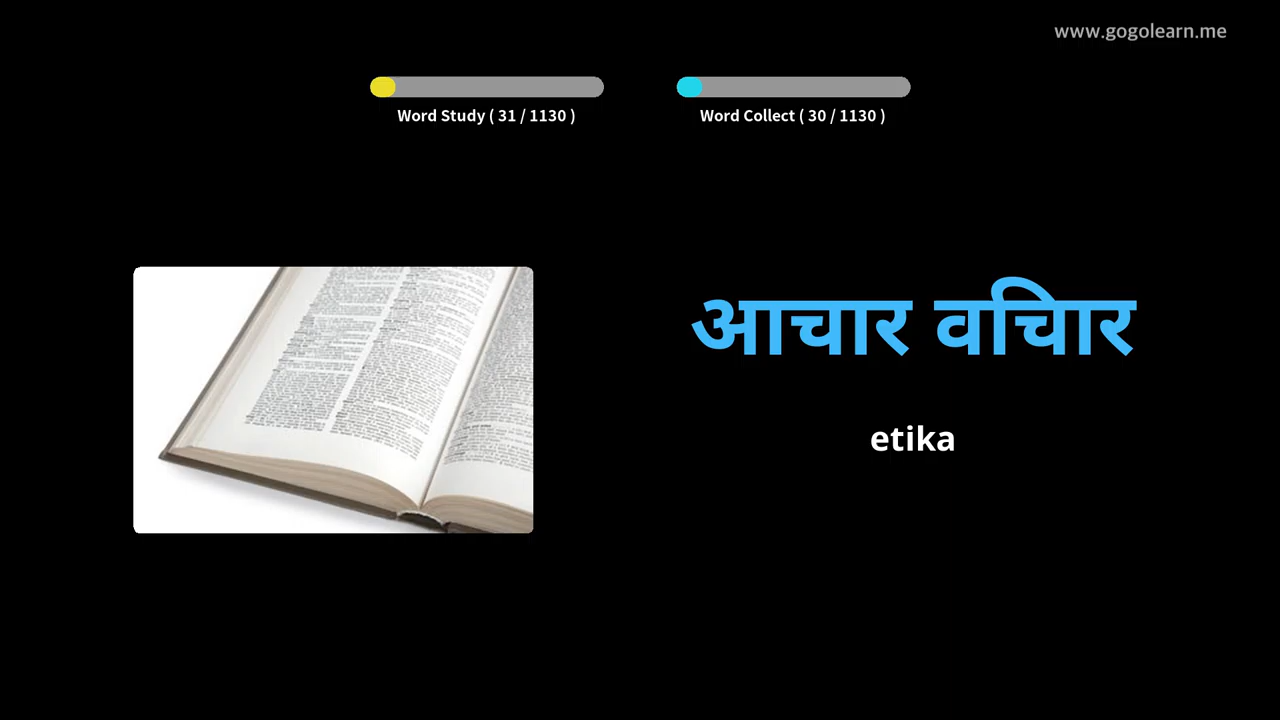 www.gogolearn.me
Word Study ( 31 / 1130 )
Word Collect ( 30 / 1130 )
आचार वचिार
etika